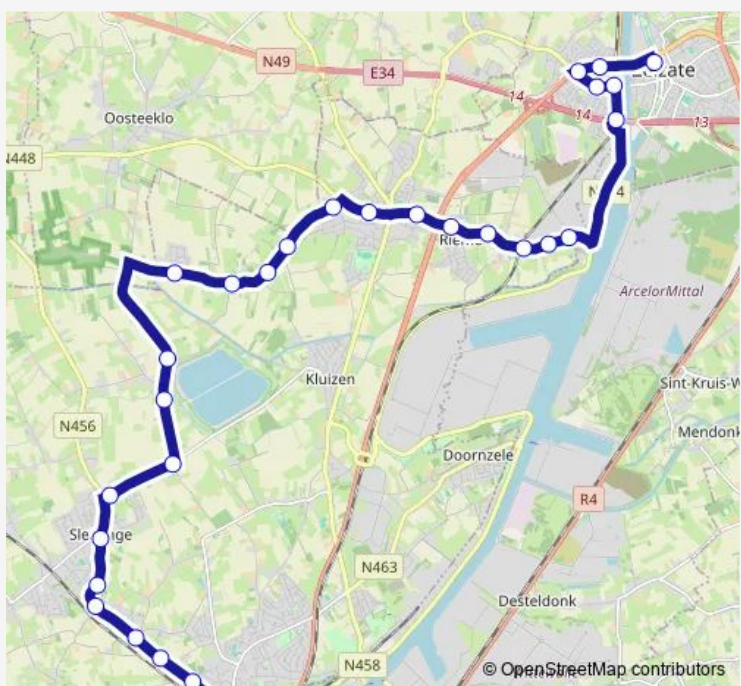 N49
E34
Zelzate
14
14
13
Oosteeklo
N448
ArcelorMittal
Kluizen
Sint-Kruis-W
N456
Mendonk
Doornzele
R4
N463
Desteldonk
N458
© OpenStreetMap contributors